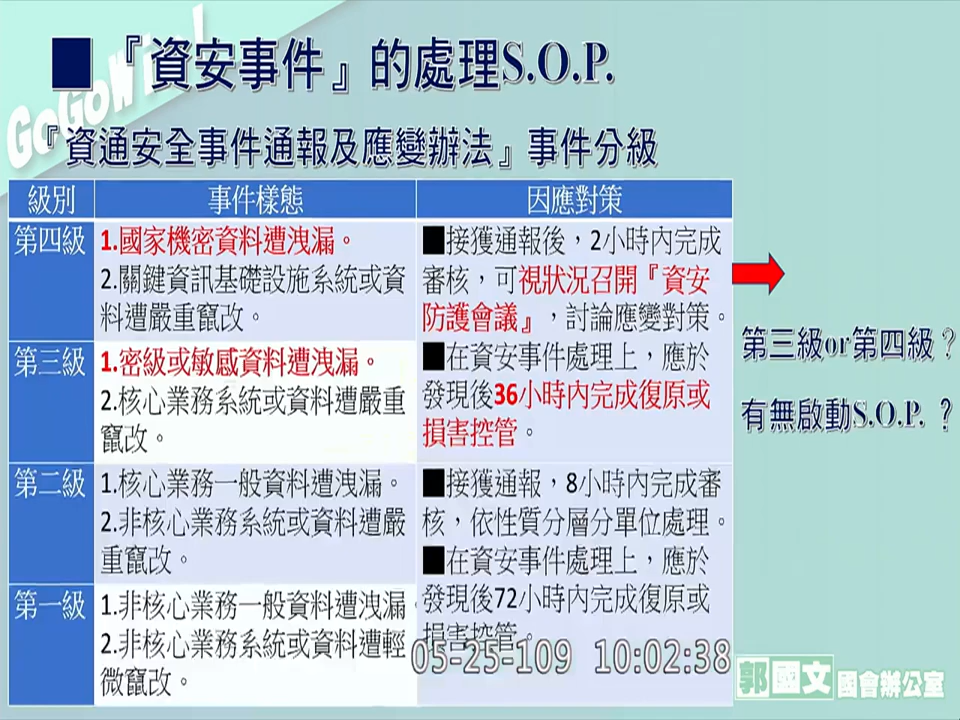 GoGoWin!
■『資安事件』的處理S.O.P.
『資通安全事件通報及應變辦法』事件分級
級別 事件樣態 因應對策
第四級
1.國家機密資料遭洩漏。
2.關鍵資訊基礎設施系統或資
料遭嚴重竄改。
■接獲通報後，2小時內完成
審核，可視狀況召開『資安
防護會議』，討論應變對策。
第三級
1.密級或敏感資料遭洩漏。
2.核心業務系統或資料遭嚴重
竄改。
■在資安事件處理上，應於
發現後36小時內完成復原或
損害控管。
第二級
1.核心業務一般資料遭洩漏。
2.非核心業務系統或資料遭嚴
重竄改。
■接獲通報，8小時內完成審
核，依性質分層分單位處理。
■在資安事件處理上，應於
發現後72小時內完成復原或
損害控管。
第一級
1.非核心業務一般資料遭洩漏。
2.非核心業務系統或資料遭輕
微竄改。
第三級or第四級？
有無啟動S.O.P.？
05-25-109 10:02:38
郭國文國會辦公室